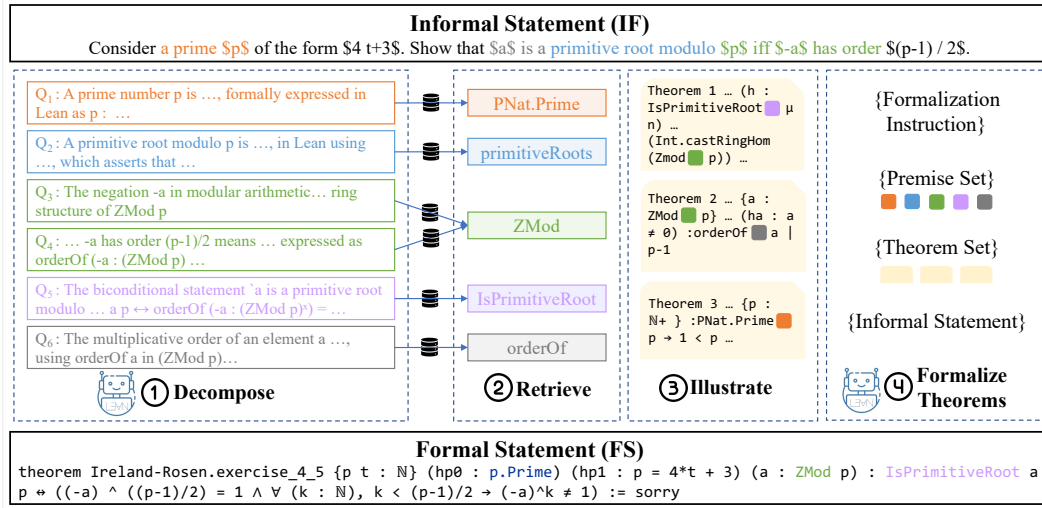 Informal Statement (IF)
Consider a prime $p$ of the form $4 t+3$. Show that $a$ is a primitive root modulo $p$ iff $-a$ has order $(p-1) / 2$.
Q1: A prime number p is …, formally expressed in
Lean as p : …
Q2: A primitive root modulo p is …, in Lean using
…, which asserts that …
Q3: The negation -a in modular arithmetic… ring
structure of ZMod p
Q4: … -a has order (p-1)/2 means … expressed as
orderOf (-a : (ZMod p) …
Q5: The biconditional statement `a is a primitive root
modulo … a p ↔ orderOf (-a : (ZMod p)ˣ) = …
Q6: The multiplicative order of an element a …,
using orderOf a in (ZMod p)…
1 Decompose
PNat.Prime
primitiveRoots
ZMod
IsPrimitiveRoot
orderOf
2 Retrieve
Theorem 1 … (h :
IsPrimitiveRoot μ
n) …
(Int.castRingHom
(Zmod p)) …
Theorem 2 … {a :
ZMod p} … (ha : a
≠ 0) :orderOf a |
p-1
Theorem 3 … {p :
ℕ+ } :PNat.Prime
p → 1 < p …
3 Illustrate
{Formalization
Instruction}
{Premise Set}
{Theorem Set}
{Informal Statement}
4 Formalize
Theorems
Formal Statement (FS)
theorem Ireland-Rosen.exercise_4_5 {p t : ℕ} (hp0 : p.Prime) (hp1 : p = 4*t + 3) (a : ZMod p) : IsPrimitiveRoot a
p ↔ ((-a) ^ ((p-1)/2) = 1 ∧ ∀ (k : ℕ), k < (p-1)/2 → (-a)^k ≠ 1) := sorry